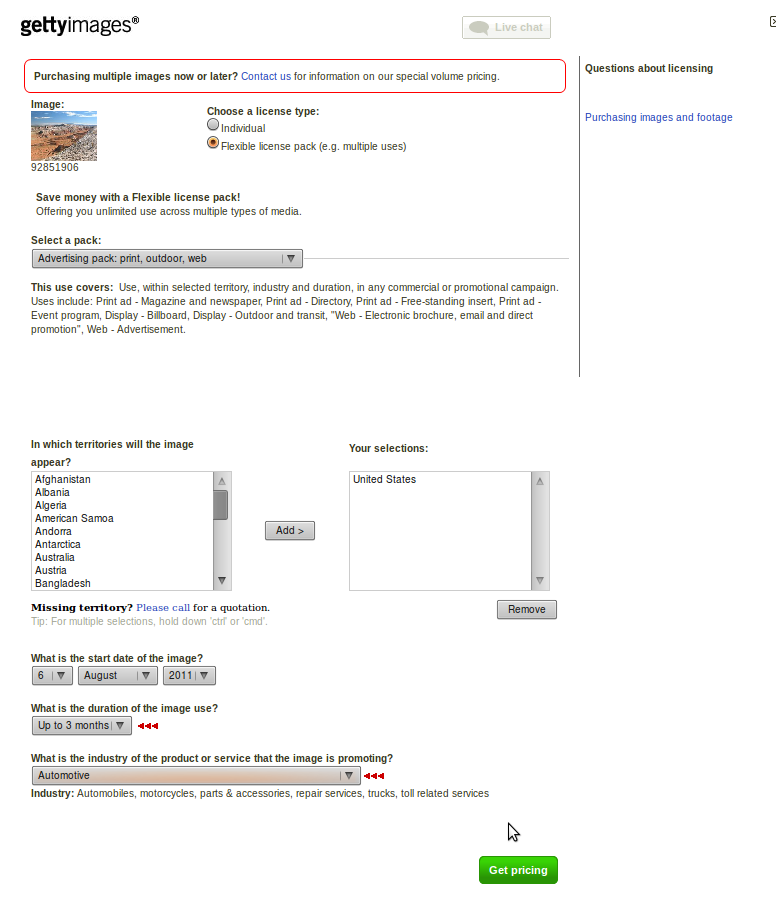 gettyimages®
Live chat
Purchasing multiple images now or later? Contact us for information on our special volume pricing.
Questions about licensing
Purchasing images and footage
Image:
92851906
Choose a license type:
Individual
Flexible license pack (e.g. multiple uses)
Save money with a Flexible license pack!
Offering you unlimited use across multiple types of media.
Select a pack:
Advertising pack: print, outdoor, web
This use covers: Use, within selected territory, industry and duration, in any commercial or promotional campaign.
Uses include: Print ad - Magazine and newspaper, Print ad - Directory, Print ad - Free-standing insert, Print ad -
Event program, Display - Billboard, Display - Outdoor and transit, "Web - Electronic brochure, email and direct
promotion", Web - Advertisement.
In which territories will the image
appear?
Afghanistan
Albania
Algeria
American Samoa
Andorra
Antarctica
Australia
Austria
Bangladesh
Add >
Your selections:
United States
Missing territory? Please call for a quotation.
Tip: For multiple selections, hold down 'ctrl' or 'cmd'.
Remove
What is the start date of the image?
6 August 2011
What is the duration of the image use?
Up to 3 months
What is the industry of the product or service that the image is promoting?
Automotive
Industry: Automobiles, motorcycles, parts & accessories, repair services, trucks, toll related services
Get pricing